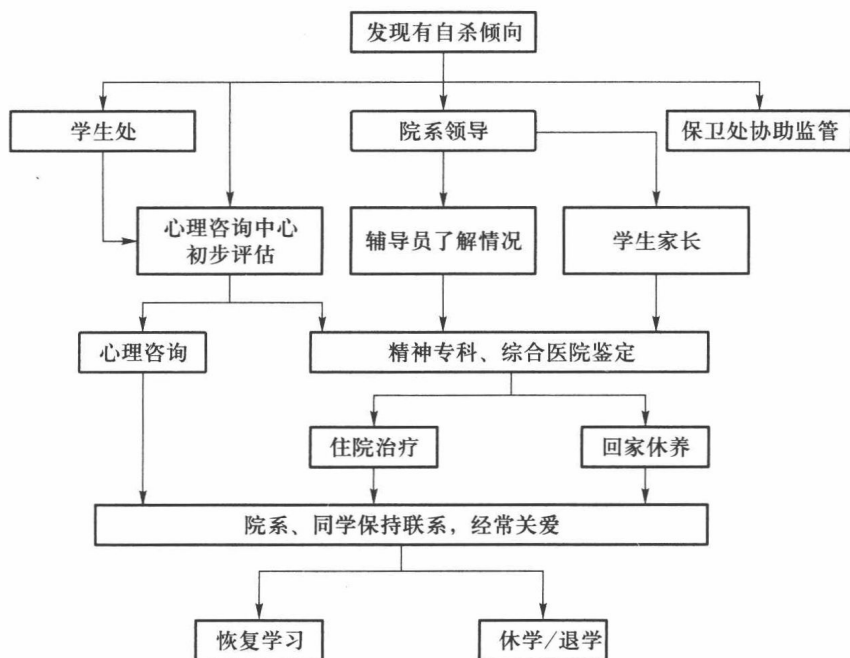 发现有自杀倾向
学生处
院系领导
保卫处协助监管
心理咨询中心
初步评估
辅导员了解情况
学生家长
心理咨询
精神专科、综合医院鉴定
住院治疗
回家休养
院系、同学保持联系，经常关爱
恢复学习
休学/退学